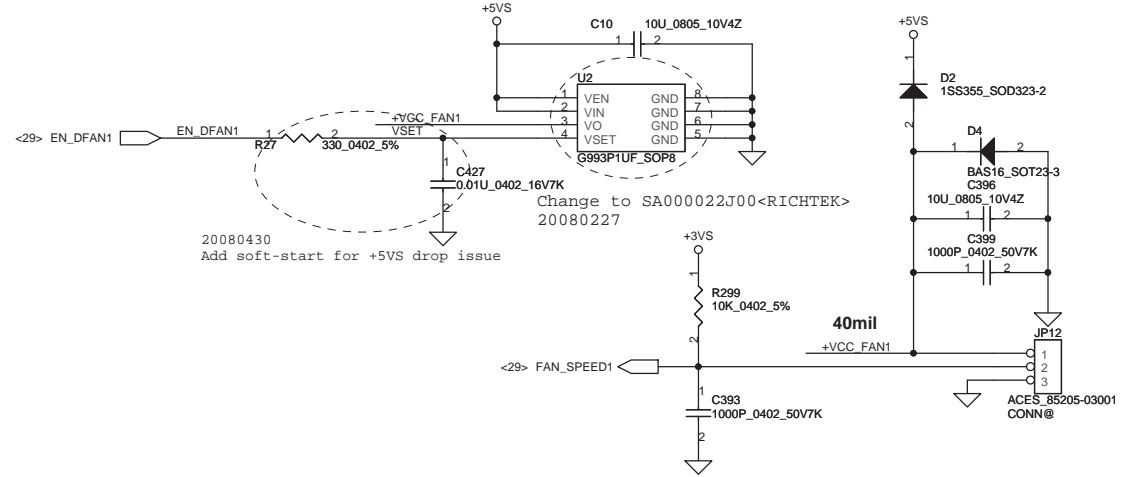 +5VS
C10 10U_0805_10V4Z
1 2
U2
1 VEN GND 8
2 VIN GND 7
3 VO GND 6
4 VSET GND 5
G993P1UF_SOP8
+VCC_FAN1
VSET
<29> EN_DFAN1
EN_DFAN1
1 2
R27 330_0402_5%
1
C427
0.01U_0402_16V7K
2
Change to SA000022J00<RICHTEK>
20080227
20080430
Add soft-start for +5VS drop issue
+5VS
1
D2
1SS355_SOD323-2
2
D4
1 2
BAS16_SOT23-3
C396
10U_0805_10V4Z
1 2
C399
1000P_0402_50V7K
1 2
+3VS
1
R299
10K_0402_5%
2
40mil
+VCC_FAN1
JP12
1
2
3
ACES_85205-03001
CONN@
<29> FAN_SPEED1
1
C393
1000P_0402_50V7K
2